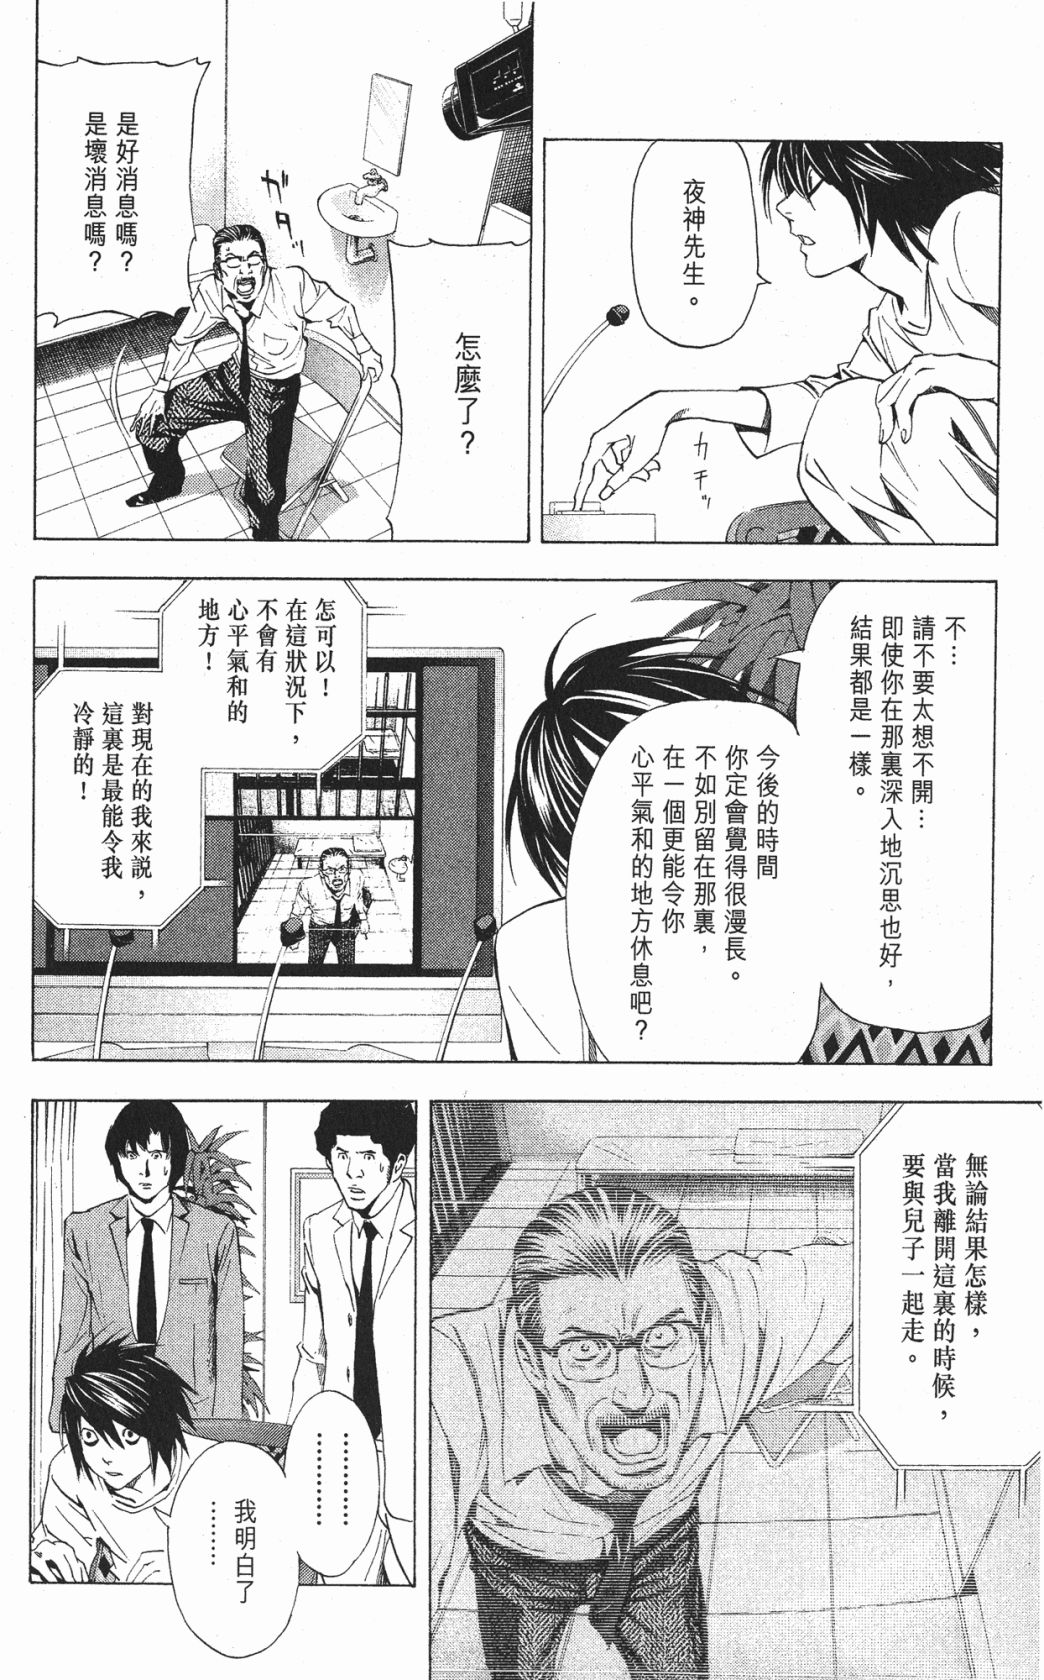 夜神先生。
カチッ
怎麼了？
ガタッ
是好消息嗎？
是壞消息嗎？
不…
請不要太想不開…
即使你在那裏深入地沉思也好，
結果都是一樣。
今後的時間
你定會覺得很漫長。
不如別留在那裏，
在一個更能令你
心平氣和的地方休息吧？
怎可以！
在這狀況下，
不會有
心平氣和的
地方！
對現在的我來說，
這裏是最能令我
冷靜的！
無論結果怎樣，
當我離開這裏的時候，
要與兒子一起走。
…………
…………
我明白了
………